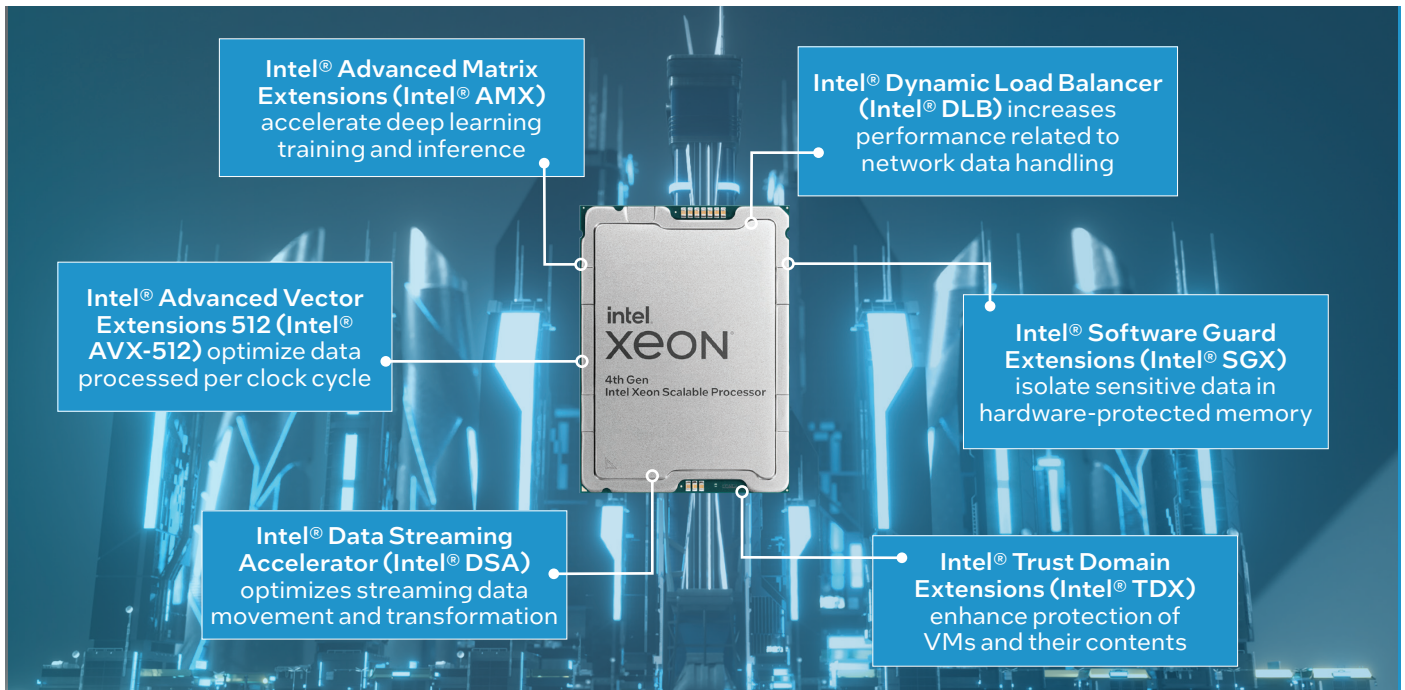 Intel® Advanced Matrix
Extensions (Intel® AMX)
accelerate deep learning
training and inference
Intel® Dynamic Load Balancer
(Intel® DLB) increases
performance related to
network data handling
Intel® Advanced Vector
Extensions 512 (Intel®
AVX-512) optimize data
processed per clock cycle
intel.
xeon®
4th Gen
Intel Xeon Scalable Processor
Intel® Software Guard
Extensions (Intel® SGX)
isolate sensitive data in
hardware-protected memory
Intel® Data Streaming
Accelerator (Intel® DSA)
optimizes streaming data
movement and transformation
Intel® Trust Domain
Extensions (Intel® TDX)
enhance protection of
VMs and their contents